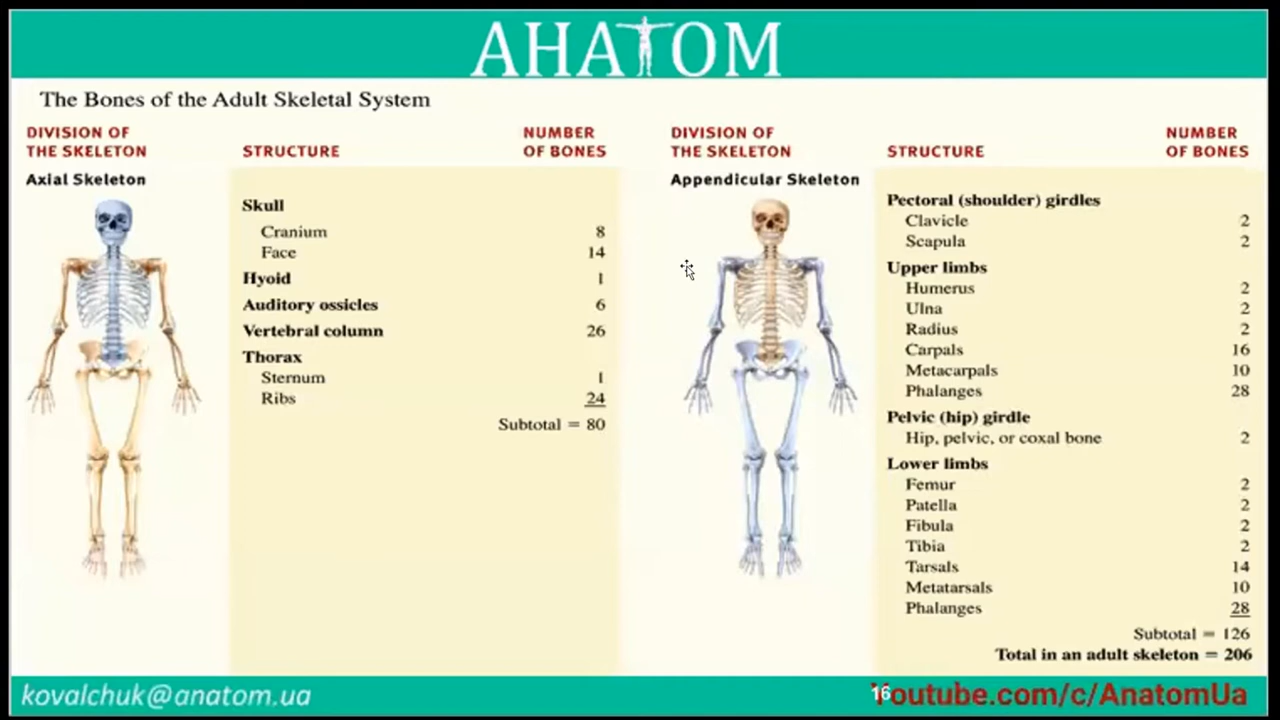 AHATOM
The Bones of the Adult Skeletal System
DIVISION OF
THE SKELETON
STRUCTURE
NUMBER
OF BONES
Axial Skeleton
Skull
Cranium 8
Face 14
Hyoid 1
Auditory ossicles 6
Vertebral column 26
Thorax
Sternum 1
Ribs 24
Subtotal = 80
DIVISION OF
THE SKELETON
STRUCTURE
NUMBER
OF BONES
Appendicular Skeleton
Pectoral (shoulder) girdles
Clavicle 2
Scapula 2
Upper limbs
Humerus 2
Ulna 2
Radius 2
Carpals 16
Metacarpals 10
Phalanges 28
Pelvic (hip) girdle
Hip, pelvic, or coxal bone 2
Lower limbs
Femur 2
Patella 2
Fibula 2
Tibia 2
Tarsals 14
Metatarsals 10
Phalanges 28
Subtotal = 126
Total in an adult skeleton = 206
kovalchuk@anatom.ua
16
Youtube.com/c/AnatomUa